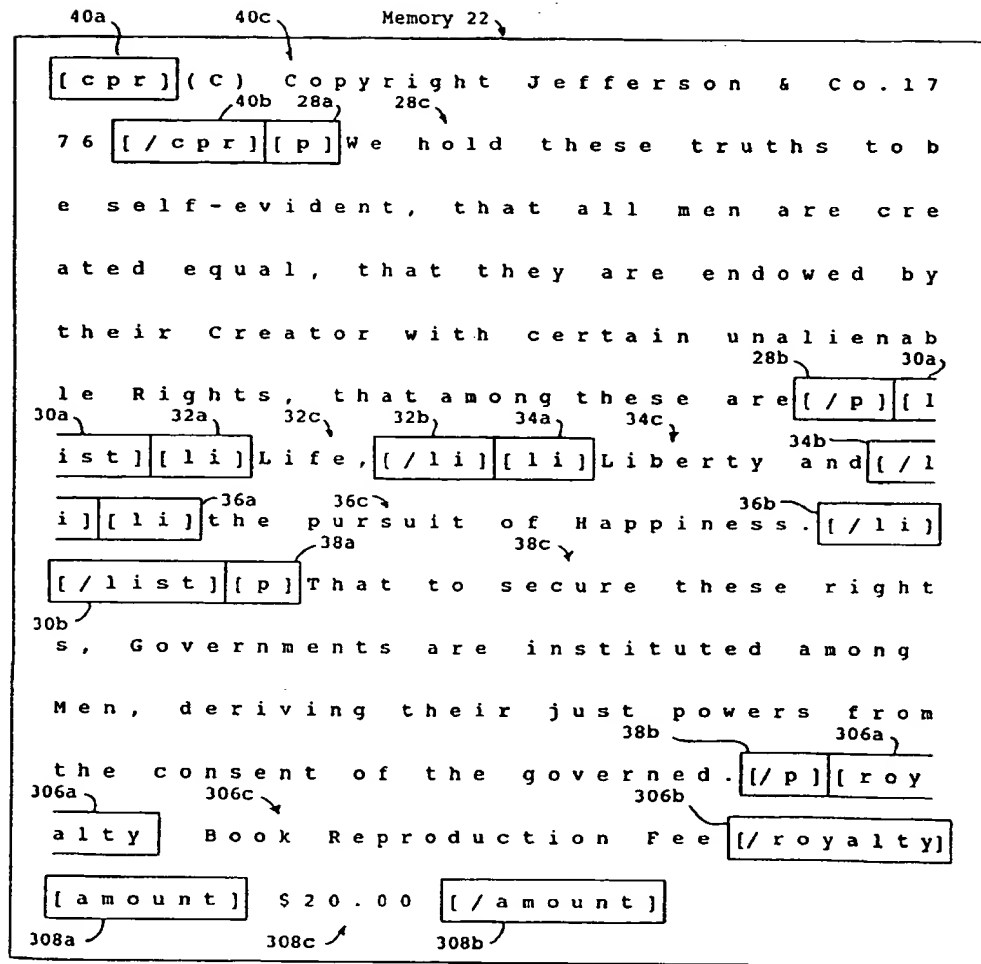 40a 40c Memory 22
[cpr](C) Copyright Jefferson & Co.17
40b 28a 28c
76 [/cpr][p]We hold these truths to b
e self-evident, that all men are cre
ated equal, that they are endowed by
their Creator with certain unalienab
28b 30a
le Rights, that among these are[/p][l
30a 32a 32c 32b 34a 34c 34b
ist][li]Life,[/li][li]Liberty and[/l
36a 36c 36b
i][li]the pursuit of Happiness.[/li]
38a 38c
[/list][p]That to secure these right
30b
s, Governments are instituted among
Men, deriving their just powers from
38b 306a
the consent of the governed.[/p][roy
306a 306c 306b
alty Book Reproduction Fee[/royalty]
[amount] $20.00 [/amount]
308a 308c 308b